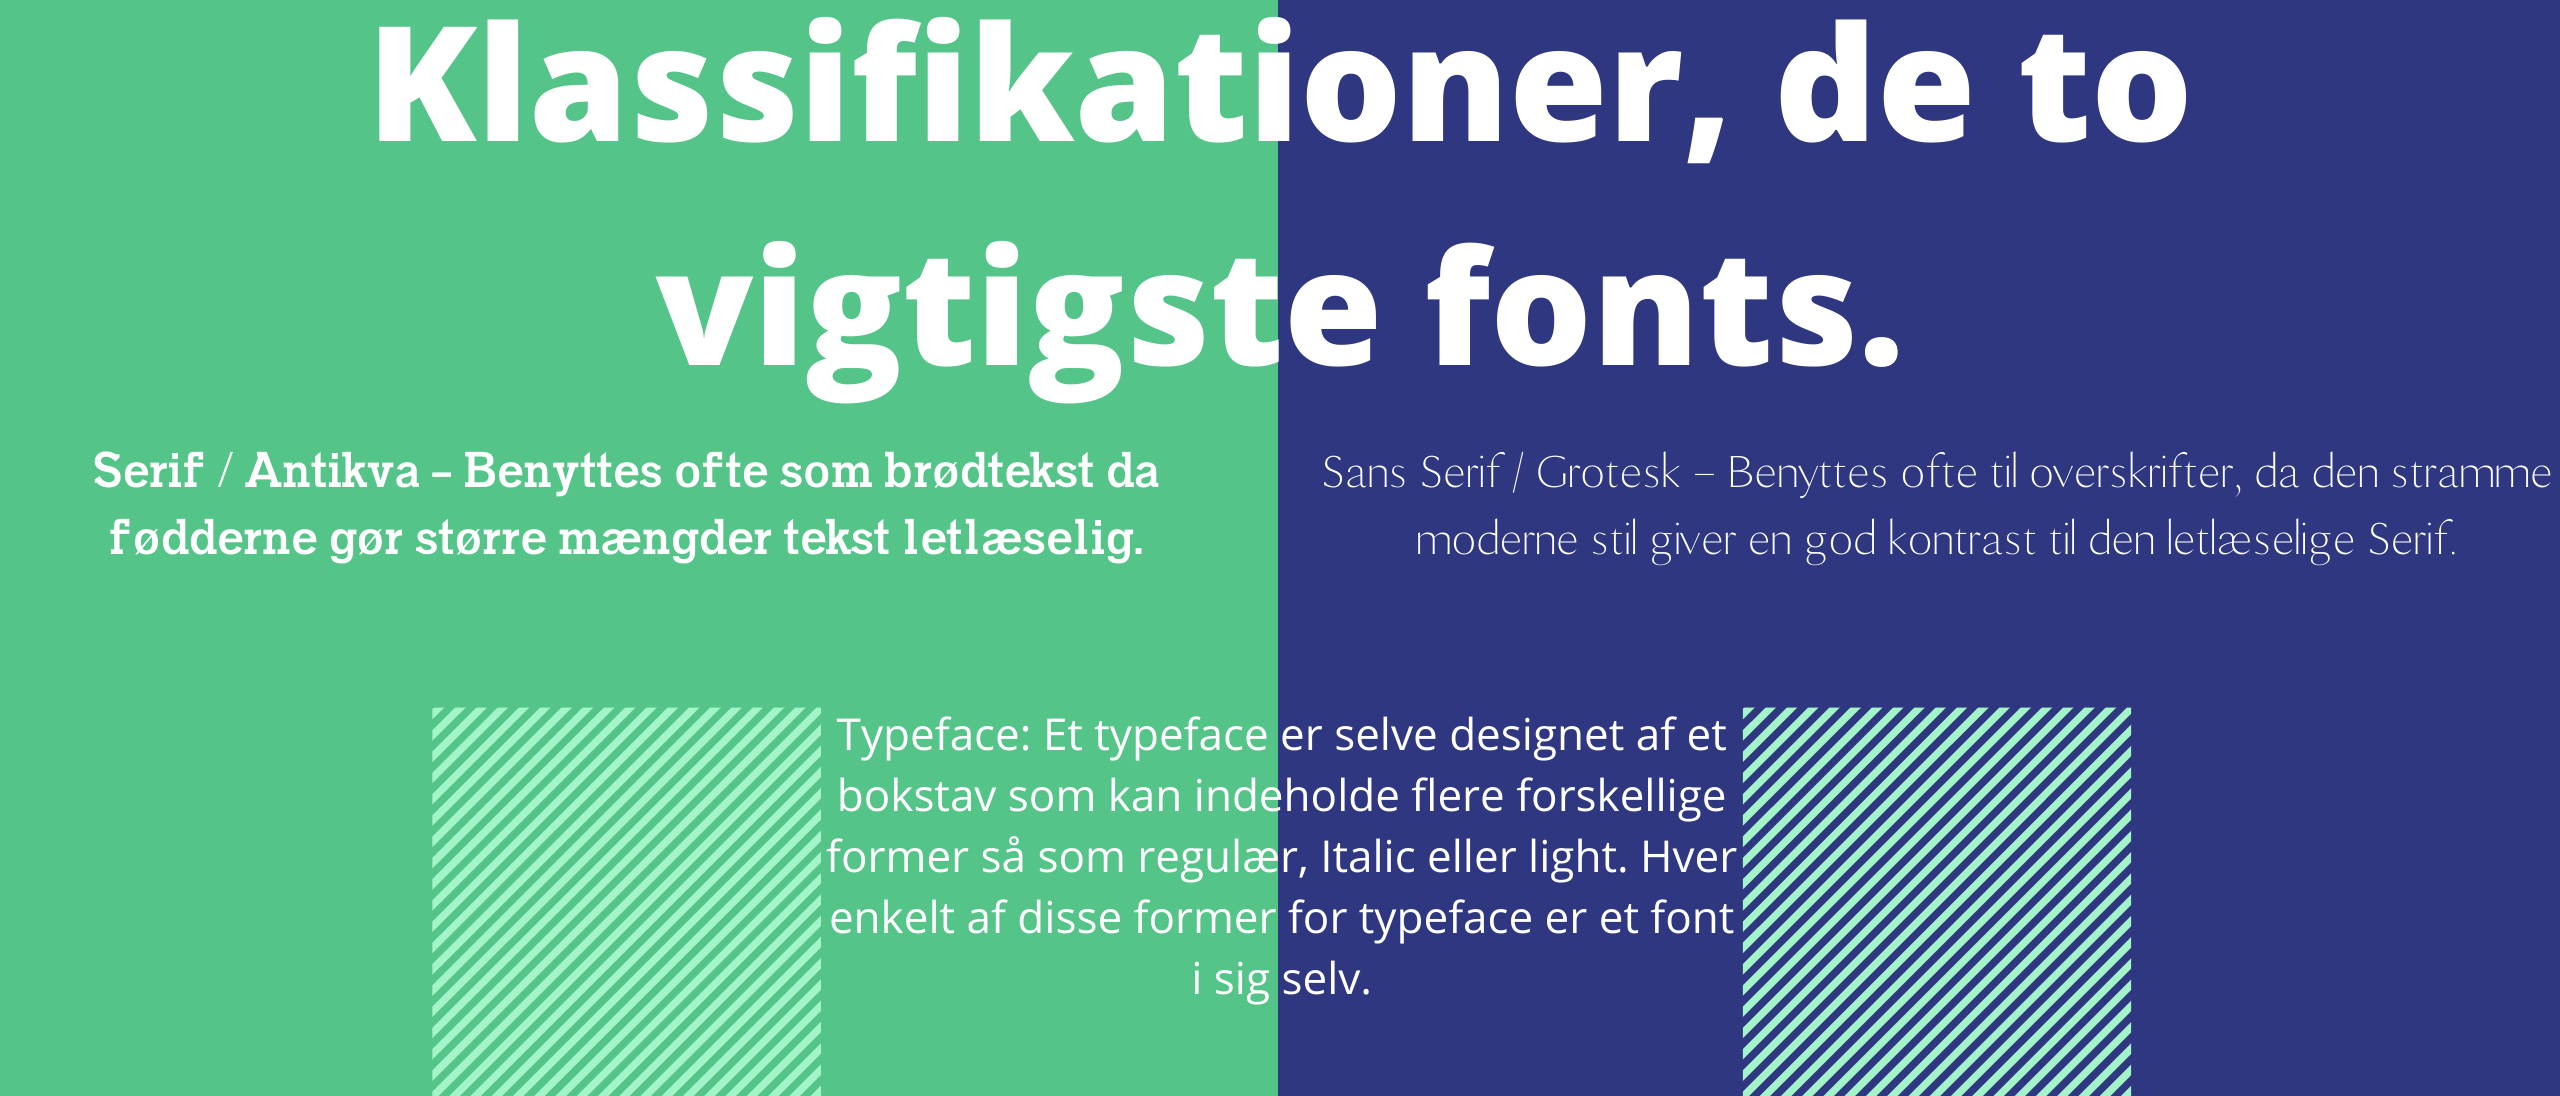 Klassifikationer, de to
vigtigste fonts.
Serif / Antikva – Benyttes ofte som brødtekst da
fødderne gør større mængder tekst letlæselig.
Sans Serif / Grotesk – Benyttes ofte til overskrifter, da den stramme
moderne stil giver en god kontrast til den letlæselige Serif.
Typeface: Et typeface er selve designet af et
bokstav som kan indeholde flere forskellige
former så som regulær, Italic eller light. Hver
enkelt af disse former for typeface er et font
i sig selv.